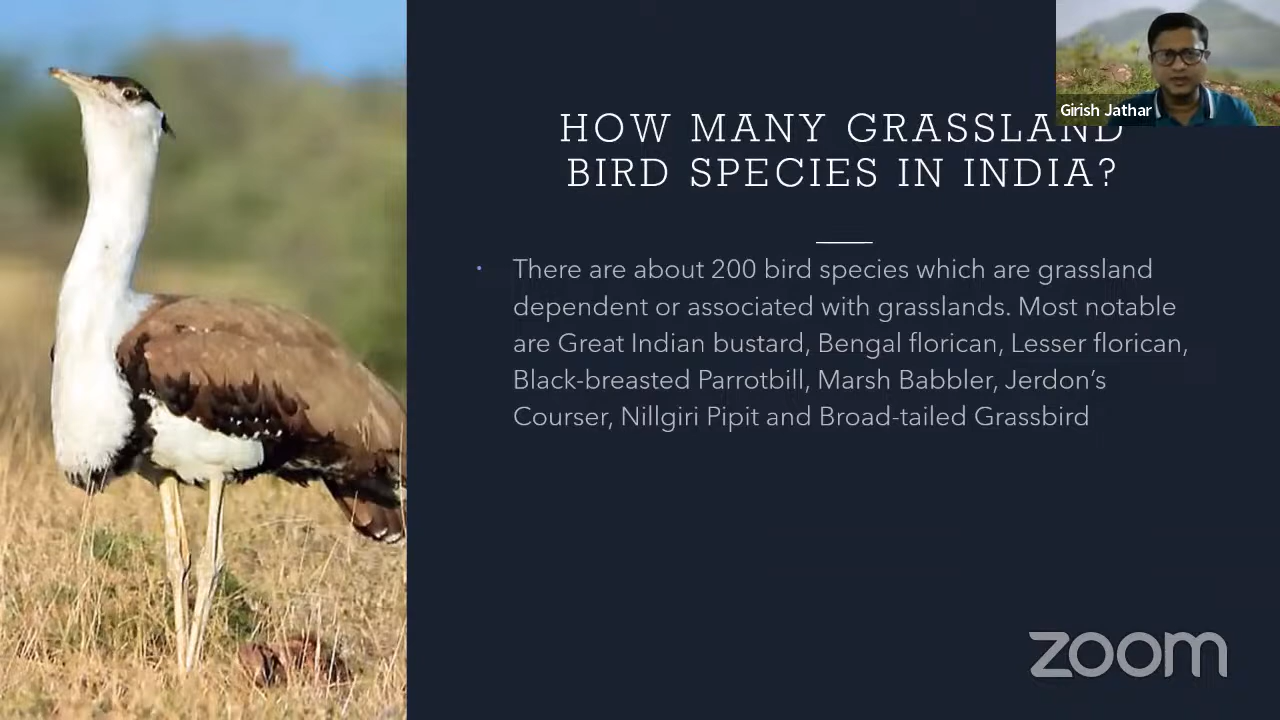 Girish Jathar
HOW MANY GRASSLAND
BIRD SPECIES IN INDIA?
• There are about 200 bird species which are grassland
dependent or associated with grasslands. Most notable
are Great Indian bustard, Bengal florican, Lesser florican,
Black-breasted Parrotbill, Marsh Babbler, Jerdon’s
Courser, Nillgiri Pipit and Broad-tailed Grassbird
zoom